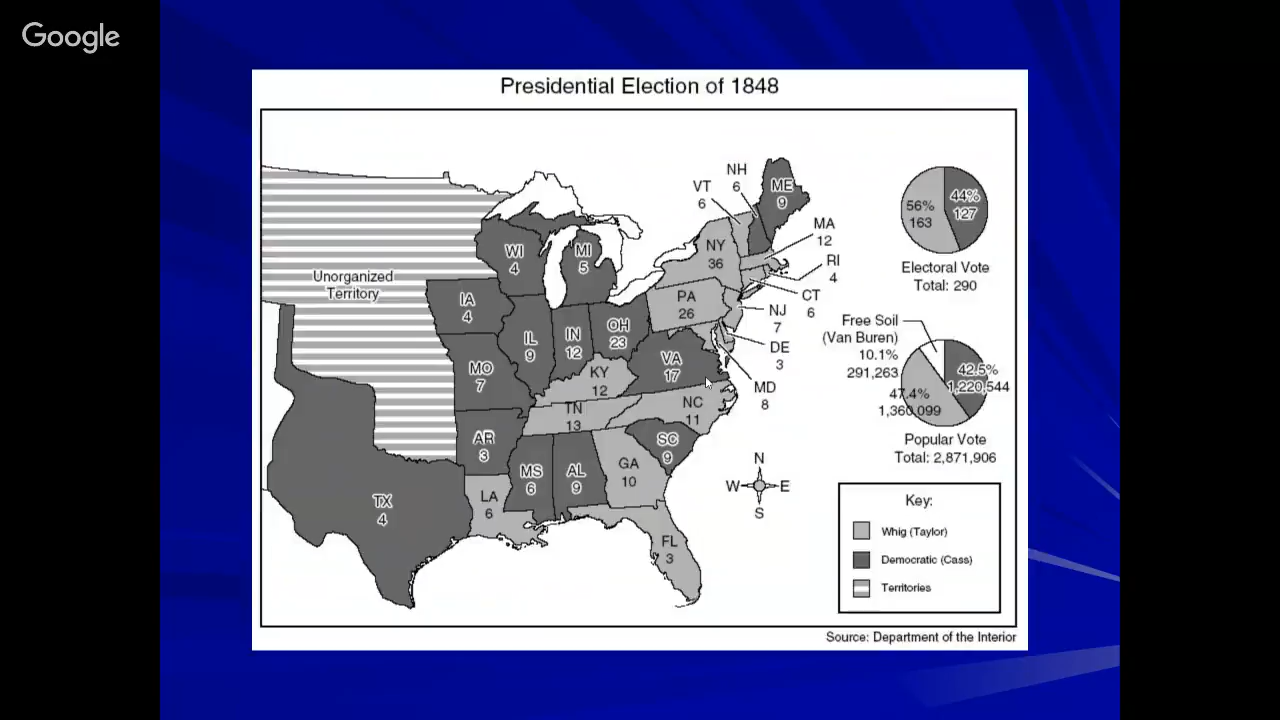 Google
Presidential Election of 1848
NH
6
VT
6
ME
9
MA
12
RI
4
CT
6
NJ
7
DE
3
MD
8
NY
36
PA
26
WI
4
MI
5
Unorganized
Territory
IA
4
IL
9
IN
12
OH
23
MO
7
KY
12
VA
17
TN
13
NC
11
AR
3
SC
9
MS
6
AL
9
GA
10
LA
6
TX
4
FL
3
N
W
E
S
56%
163
44%
127
Electoral Vote
Total: 290
Free Soil
(Van Buren)
10.1%
291,263
42.5%
1,220,544
47.4%
1,360,099
Popular Vote
Total: 2,871,906
Key:
Whig (Taylor)
Democratic (Cass)
Territories
Source: Department of the Interior